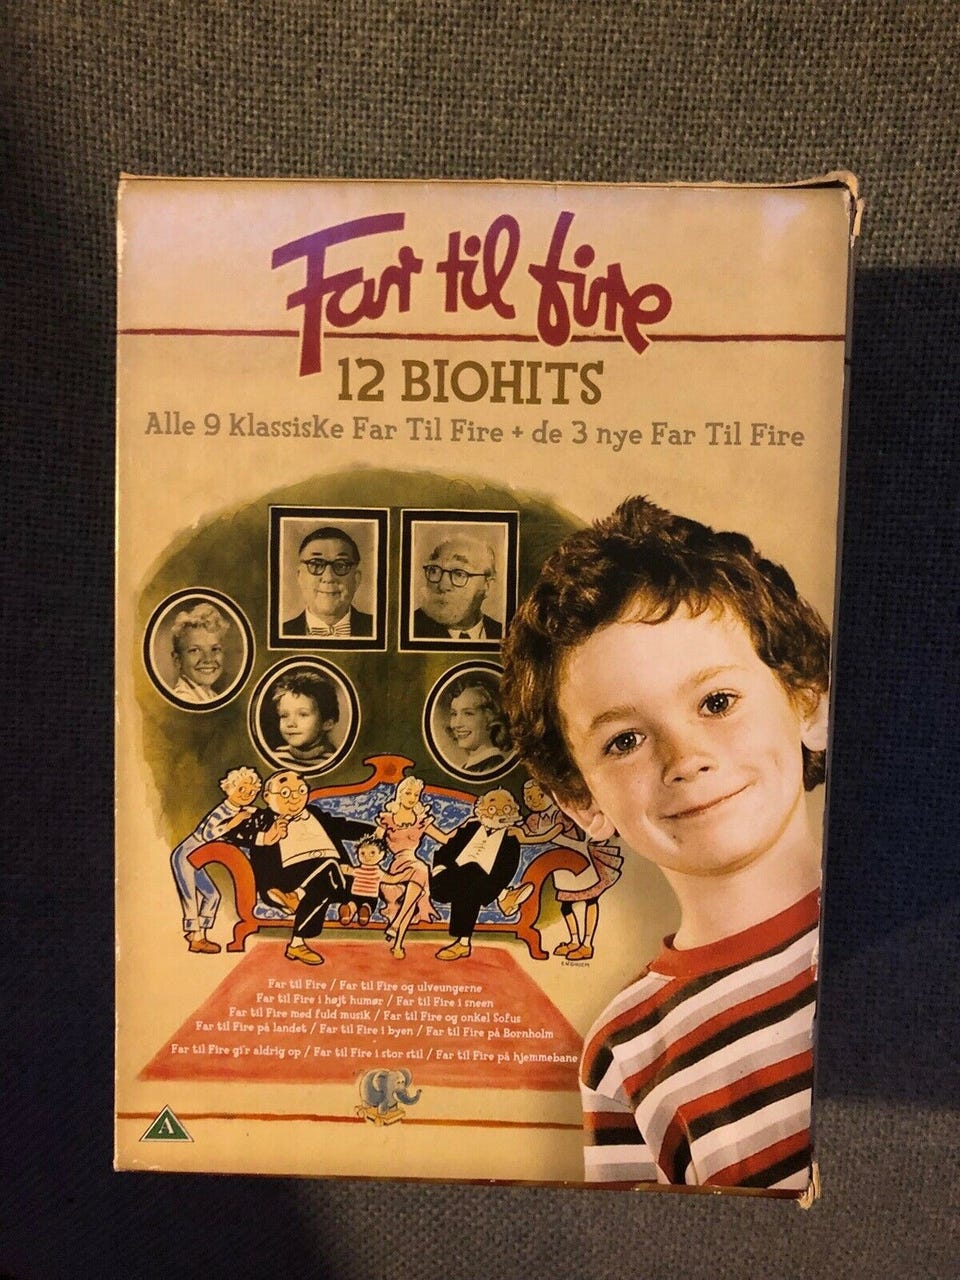 Far til fire
12 BIOHITS
Alle 9 Klassiske Far Til Fire + de 3 nye Far Til Fire
ENGHOLM
Far til Fire / Far til Fire og ulveungerne
Far til Fire i højt humør / Far til Fire i sneen
Far til Fire med fuld musik / Far til Fire og onkel Sofus
Far til Fire på landet / Far til Fire i byen / Far til Fire på Bornholm
Far til Fire gi'r aldrig op / Far til Fire i stor stil / Far til Fire på hjemmebane
A